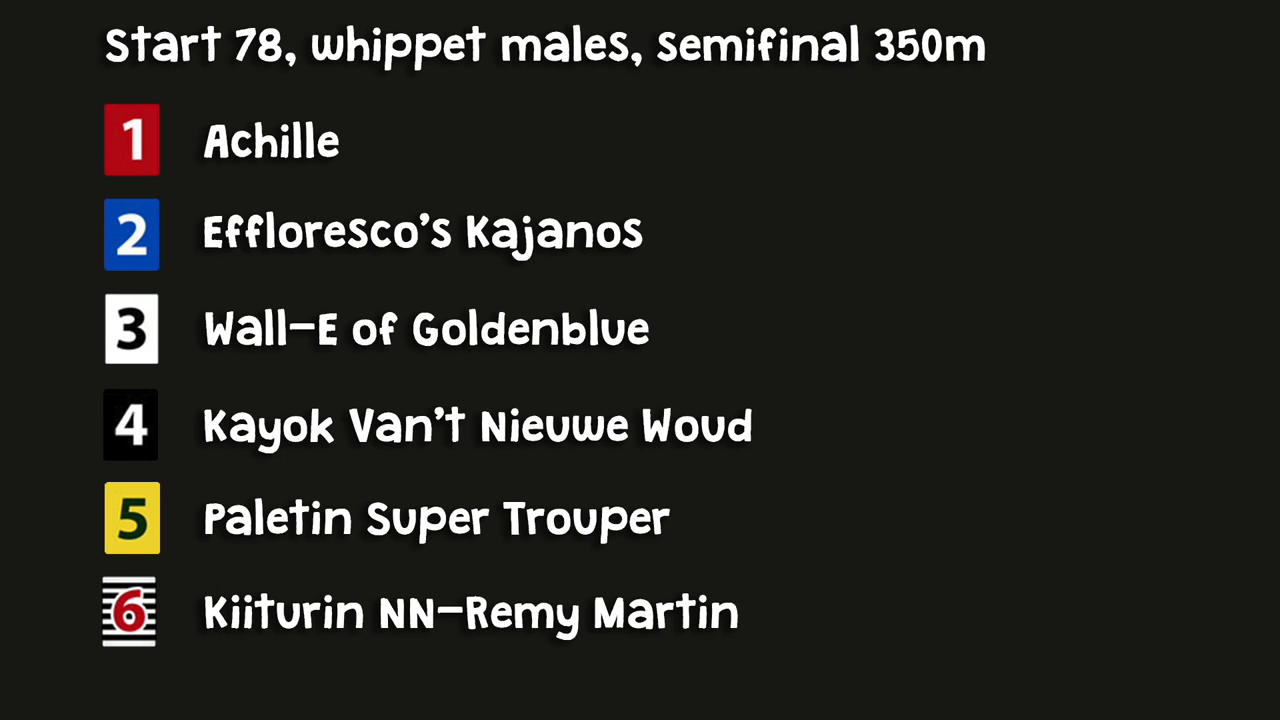 Start 78, whippet males, semifinal 350m
1 Achille
2 Effloresco's Kajanos
3 Wall-E of Goldenblue
4 Kayok Van't Nieuwe Woud
5 Paletin Super Trouper
6 Kiiturin NN-Remy Martin